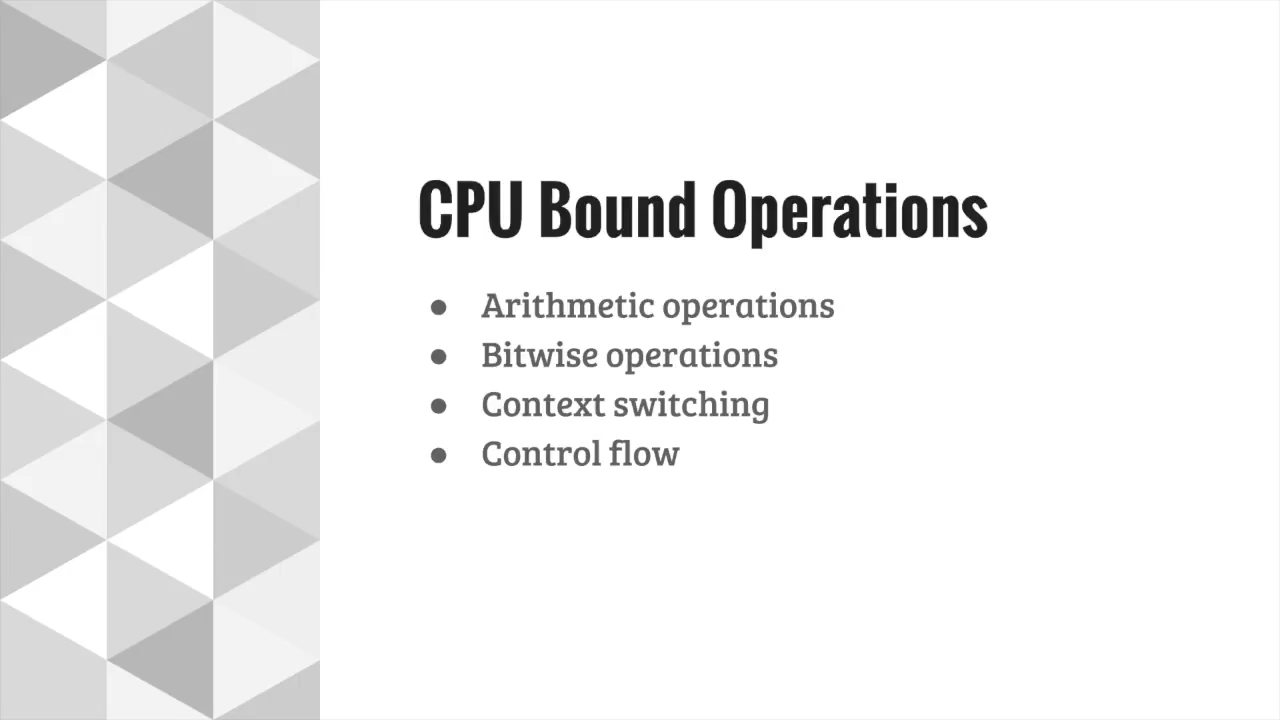 CPU Bound Operations
● Arithmetic operations
● Bitwise operations
● Context switching
● Control flow